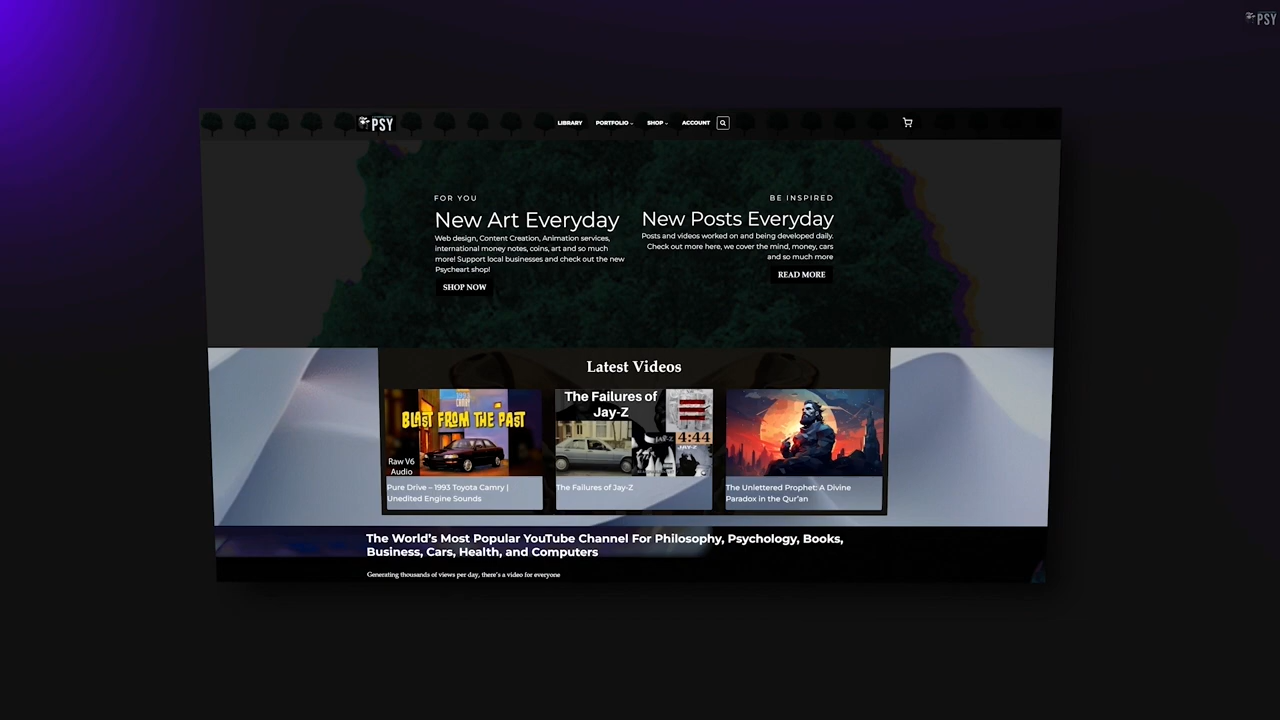 PSY
PSY
LIBRARY
PORTFOLIO
SHOP
ACCOUNT
FOR YOU
New Art Everyday
Web design, Content Creation, Animation services,
international money notes, coins, art and so much
more! Support local businesses and check out the new
Psycheart shop!
SHOP NOW
BE INSPIRED
New Posts Everyday
Posts and videos worked on and being developed daily.
Check out more here, we cover the mind, money, cars
and so much more
READ MORE
Latest Videos
CAMRY
BLAST FROM THE PAST
Raw V6
Audio
Pure Drive – 1993 Toyota Camry |
Unedited Engine Sounds
The Failures of
Jay-Z
JAY-Z
4:44
JAY-Z
The Failures of Jay-Z
The Unlettered Prophet: A Divine
Paradox in the Qur’an
The World’s Most Popular YouTube Channel For Philosophy, Psychology, Books,
Business, Cars, Health, and Computers
Generating thousands of views per day, there’s a video for everyone